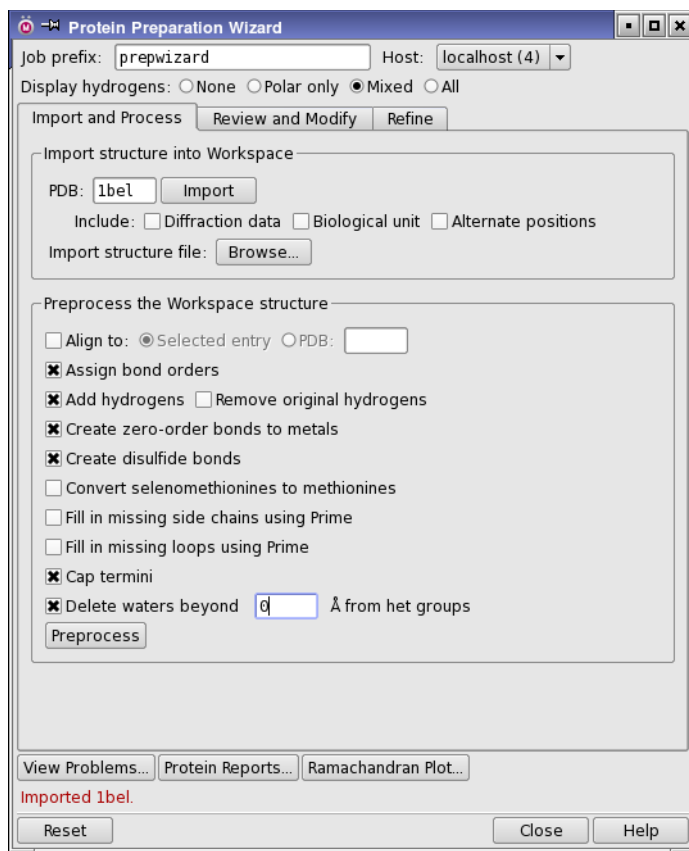 Protein Preparation Wizard
Job prefix: prepwizard Host: localhost (4)
Display hydrogens: None Polar only Mixed All
Import and Process Review and Modify Refine
Import structure into Workspace
PDB: 1bel Import
Include: Diffraction data Biological unit Alternate positions
Import structure file: Browse...
Preprocess the Workspace structure
Align to: Selected entry PDB:
Assign bond orders
Add hydrogens Remove original hydrogens
Create zero-order bonds to metals
Create disulfide bonds
Convert selenomethionines to methionines
Fill in missing side chains using Prime
Fill in missing loops using Prime
Cap termini
Delete waters beyond 0 Å from het groups
Preprocess
View Problems... Protein Reports... Ramachandran Plot...
Imported 1bel.
Reset Close Help